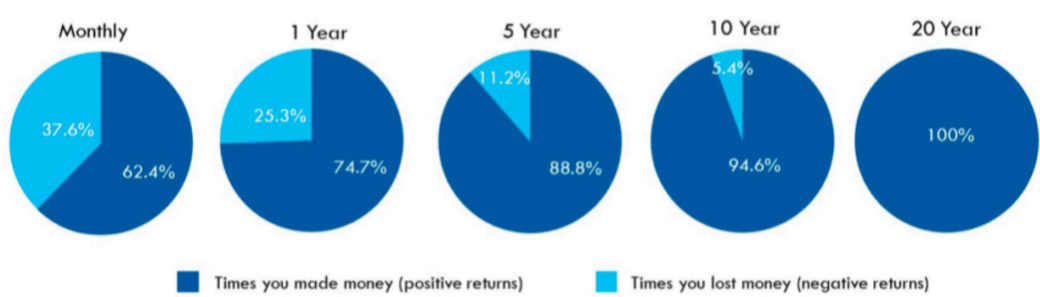 Monthly
1 Year
5 Year
10 Year
20 Year
37.6%
62.4%
25.3%
74.7%
11.2%
88.8%
5.4%
94.6%
100%
Times you made money (positive returns)
Times you lost money (negative returns)